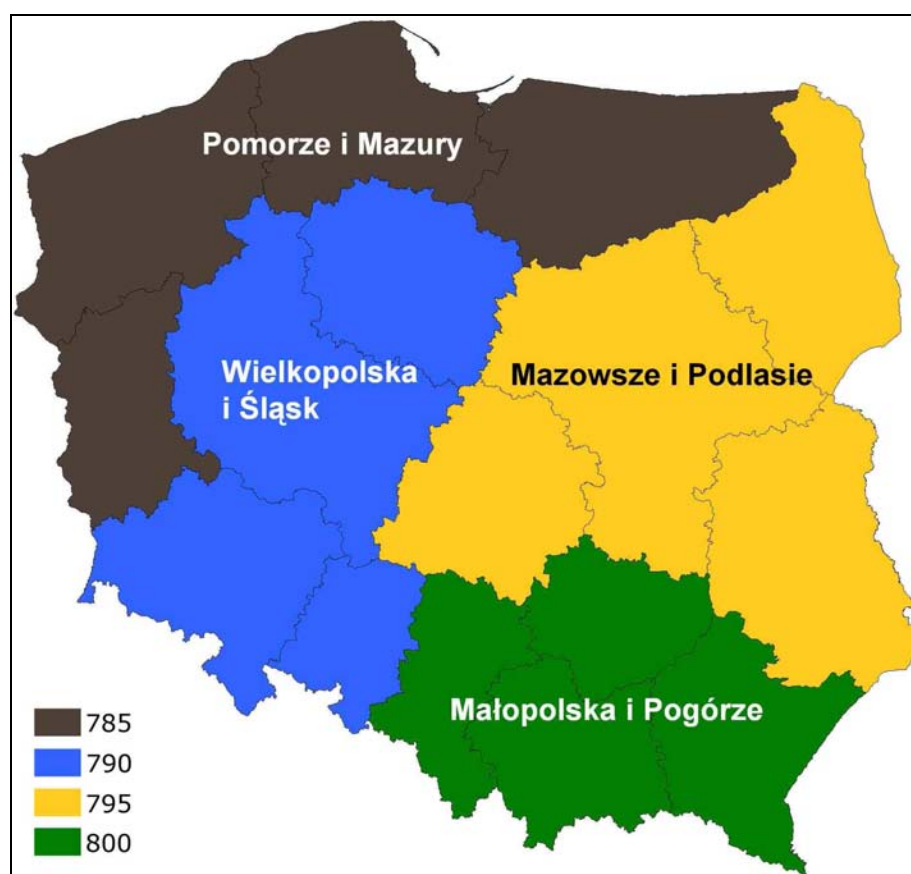 Pomorze i Mazury
Wielkopolska
i Śląsk
Mazowsze i Podlasie
Małopolska i Pogórze
785
790
795
800